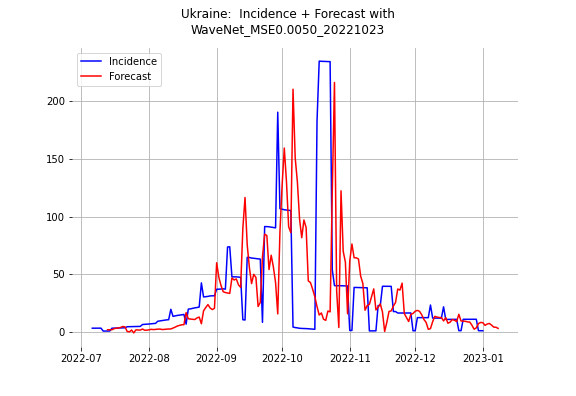 Ukraine:  Incidence + Forecast with
WaveNet_MSE0.0050_20221023
Incidence
Forecast
200
150
100
50
0
2022-07 2022-08 2022-09 2022-10 2022-11 2022-12 2023-01